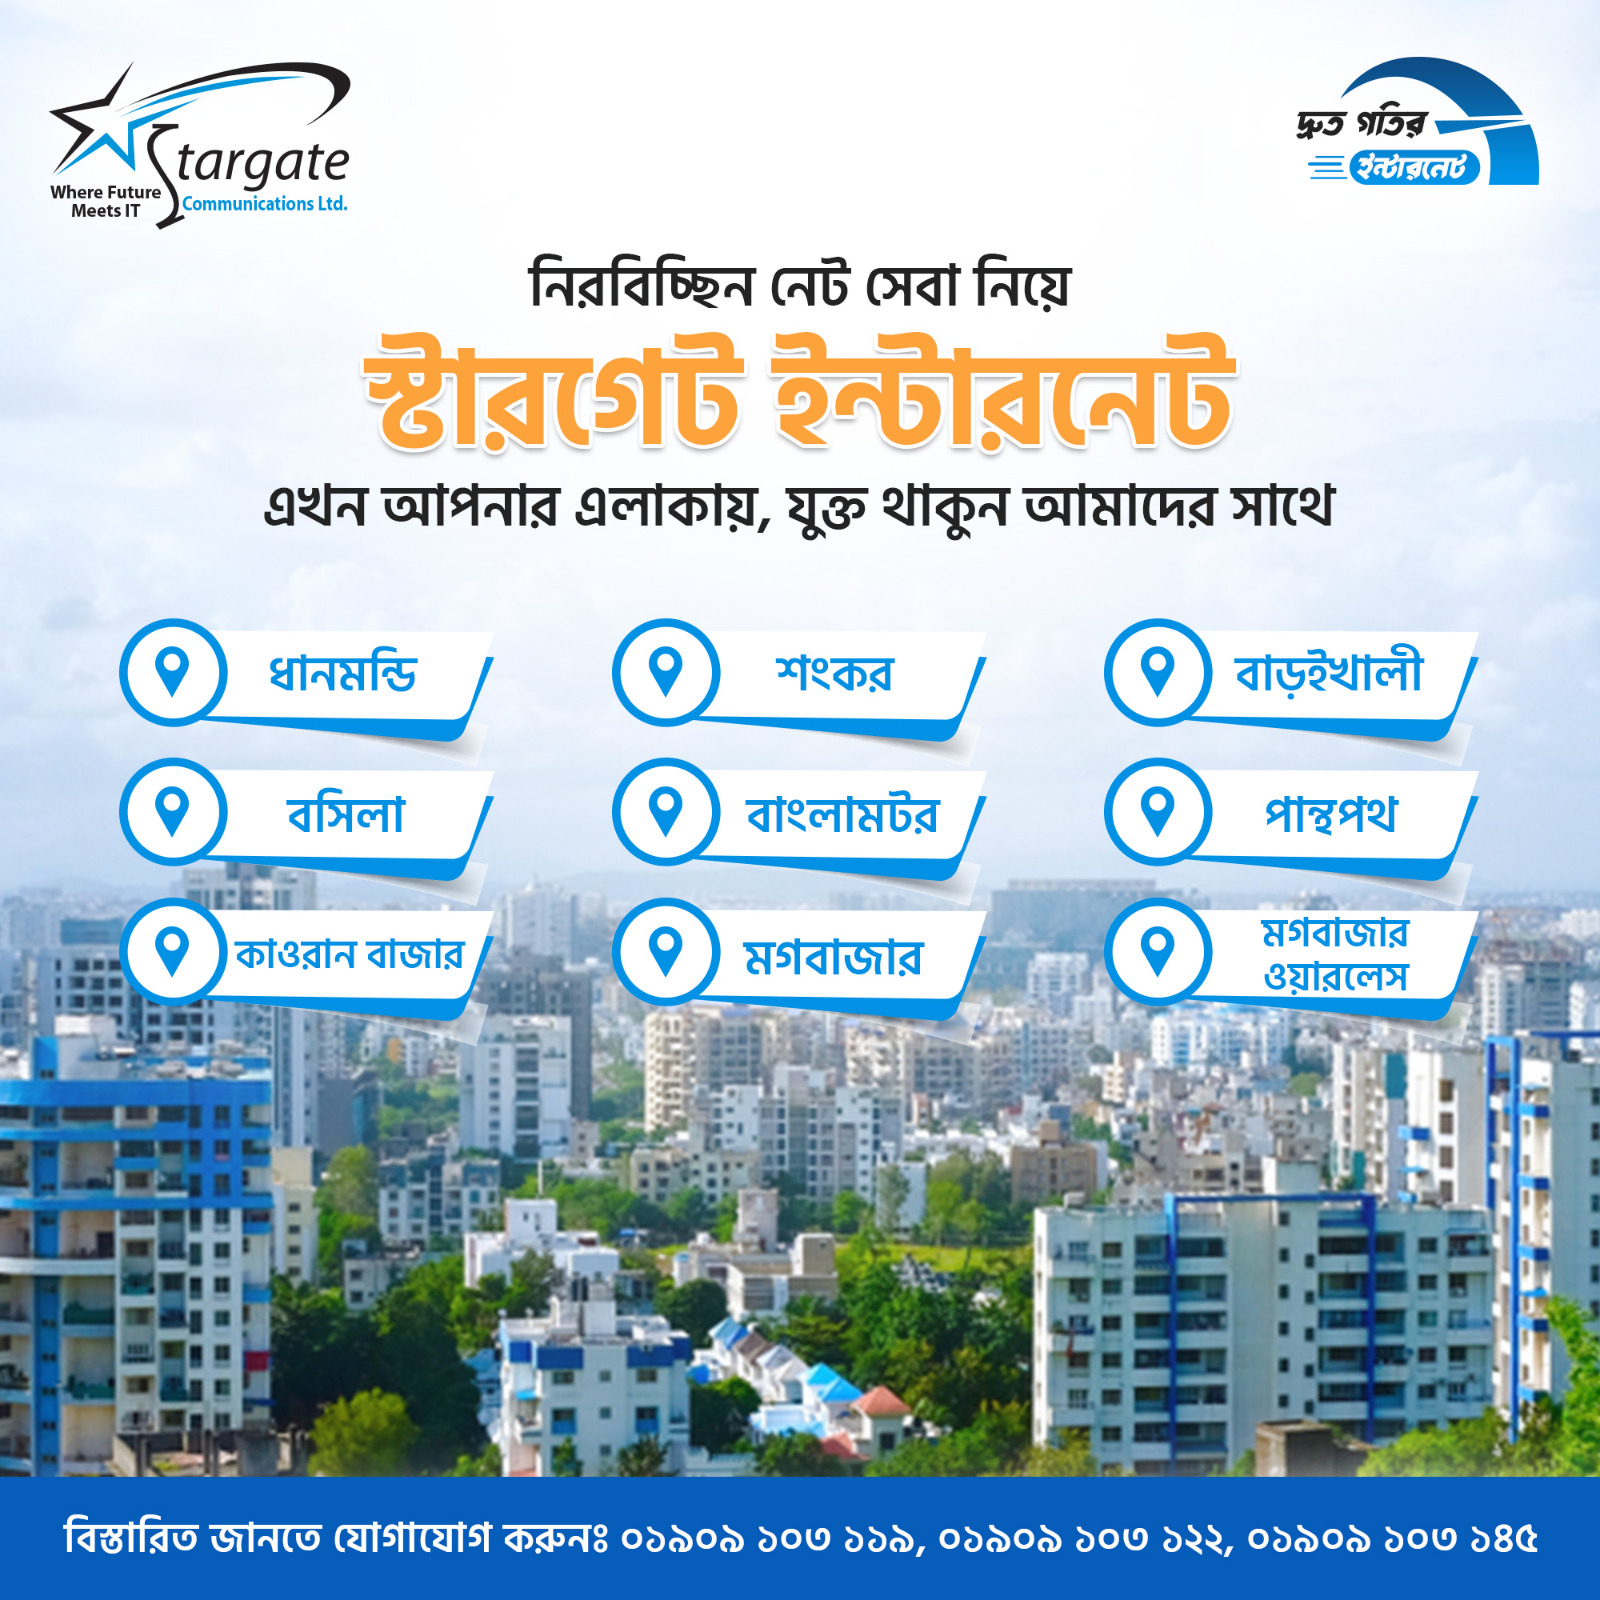 Stargate
Where Future
Meets IT
Communications Ltd.
দ্রুত গতির
ইন্টারনেট
নিরবিচ্ছিন নেট সেবা নিয়ে
স্টারগেট ইন্টারনেট
এখন আপনার এলাকায়, যুক্ত থাকুন আমাদের সাথে
ধানমন্ডি
শংকর
বাড়ইখালী
বসিলা
বাংলামটর
পান্থপথ
কাওরান বাজার
মগবাজার
মগবাজার
ওয়ারলেস
বিস্তারিত জানতে যোগাযোগ করুনঃ ০১৯০৯ ১০৩ ১১৯, ০১৯০৯ ১০৩ ১২২, ০১৯০৯ ১০৩ ১৪৫